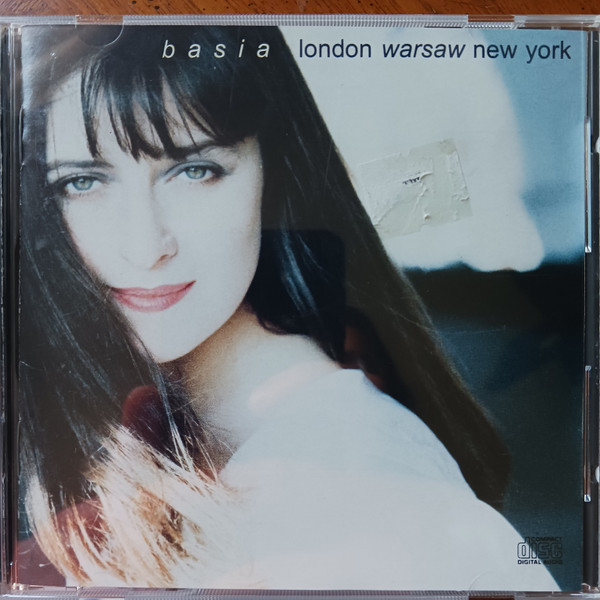 basia london warsaw new york
COMPACT
disc
DIGITAL AUDIO